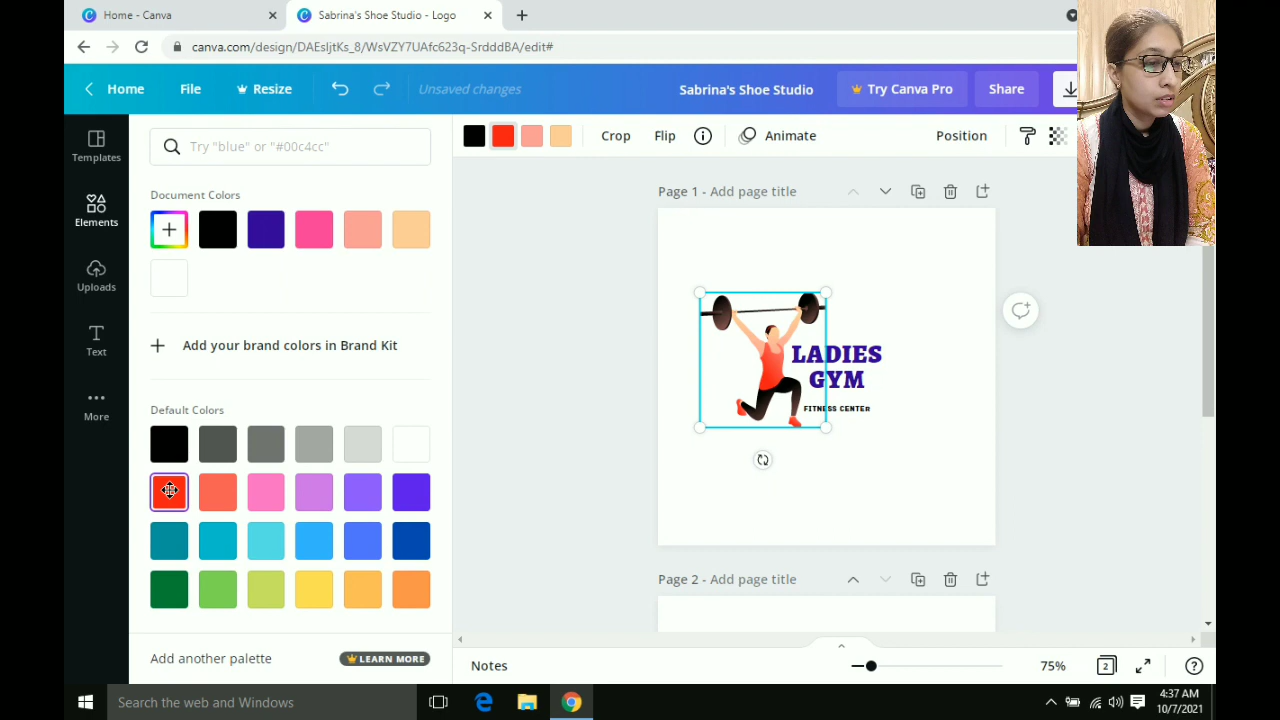 Home - Canva
Sabrina's Shoe Studio - Logo
canva.com/design/DAEsljtKs_8/WsVZY7UAfc623q-SrdddBA/edit#
Home
File
Resize
Unsaved changes
Sabrina's Shoe Studio
Try Canva Pro
Share
Templates
Elements
Uploads
Text
More
Try "blue" or "#00c4cc"
Document Colors
Add your brand colors in Brand Kit
Default Colors
Add another palette
LEARN MORE
Crop
Flip
Animate
Position
Page 1 - Add page title
LADIES
GYM
FITNESS CENTER
Page 2 - Add page title
Notes
75%
2
Search the web and Windows
4:37 AM
10/7/2021